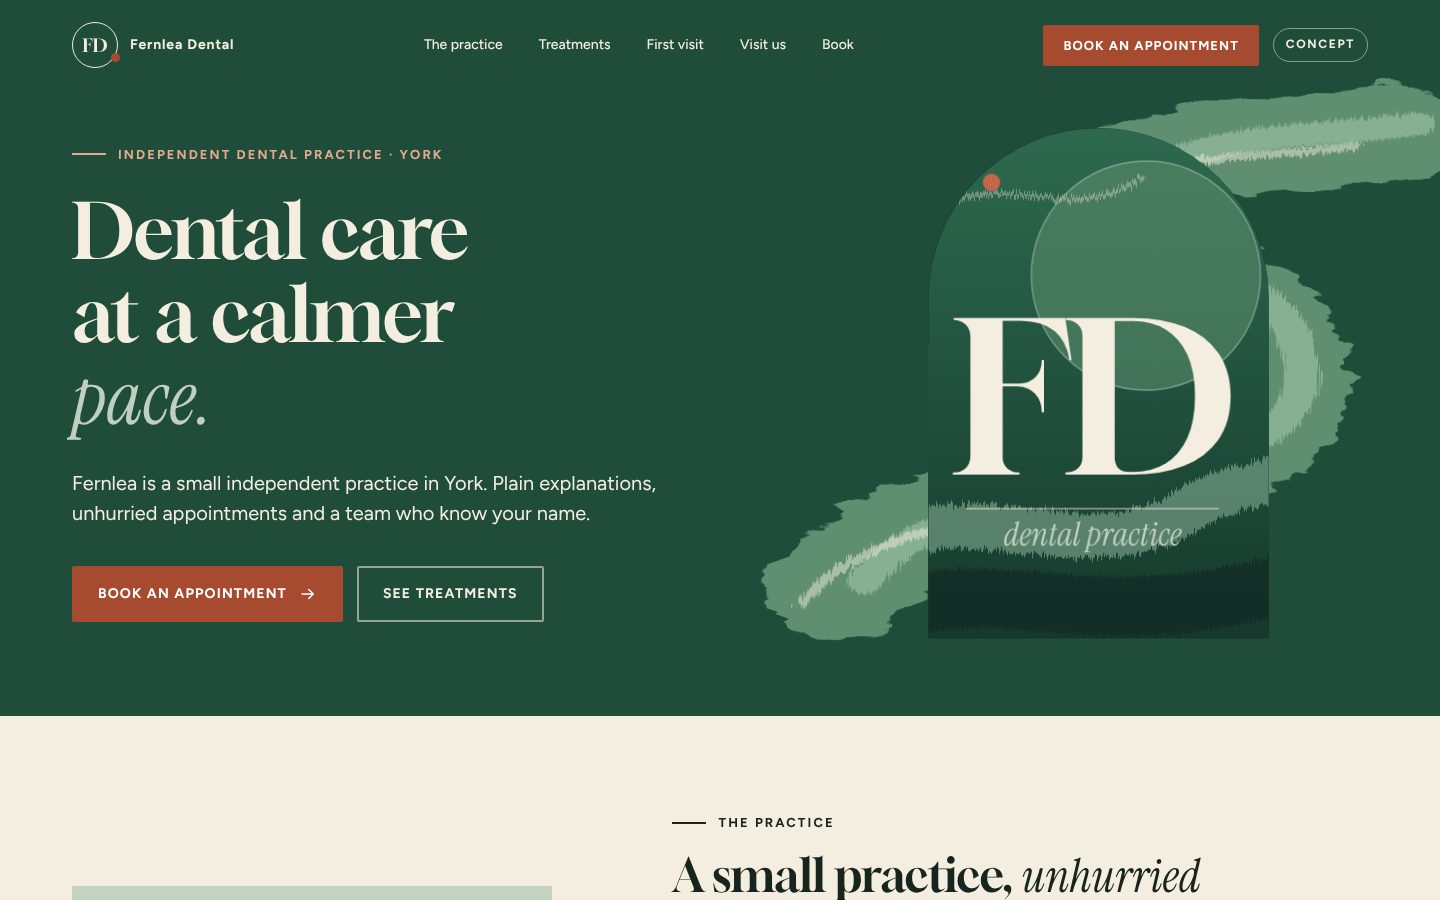 FD Fernlea Dental
The practice Treatments First visit Visit us Book
BOOK AN APPOINTMENT
CONCEPT
INDEPENDENT DENTAL PRACTICE · YORK
Dental care
at a calmer
pace.
Fernlea is a small independent practice in York. Plain explanations,
unhurried appointments and a team who know your name.
BOOK AN APPOINTMENT →
SEE TREATMENTS
FD
dental practice
THE PRACTICE
A small practice, unhurried